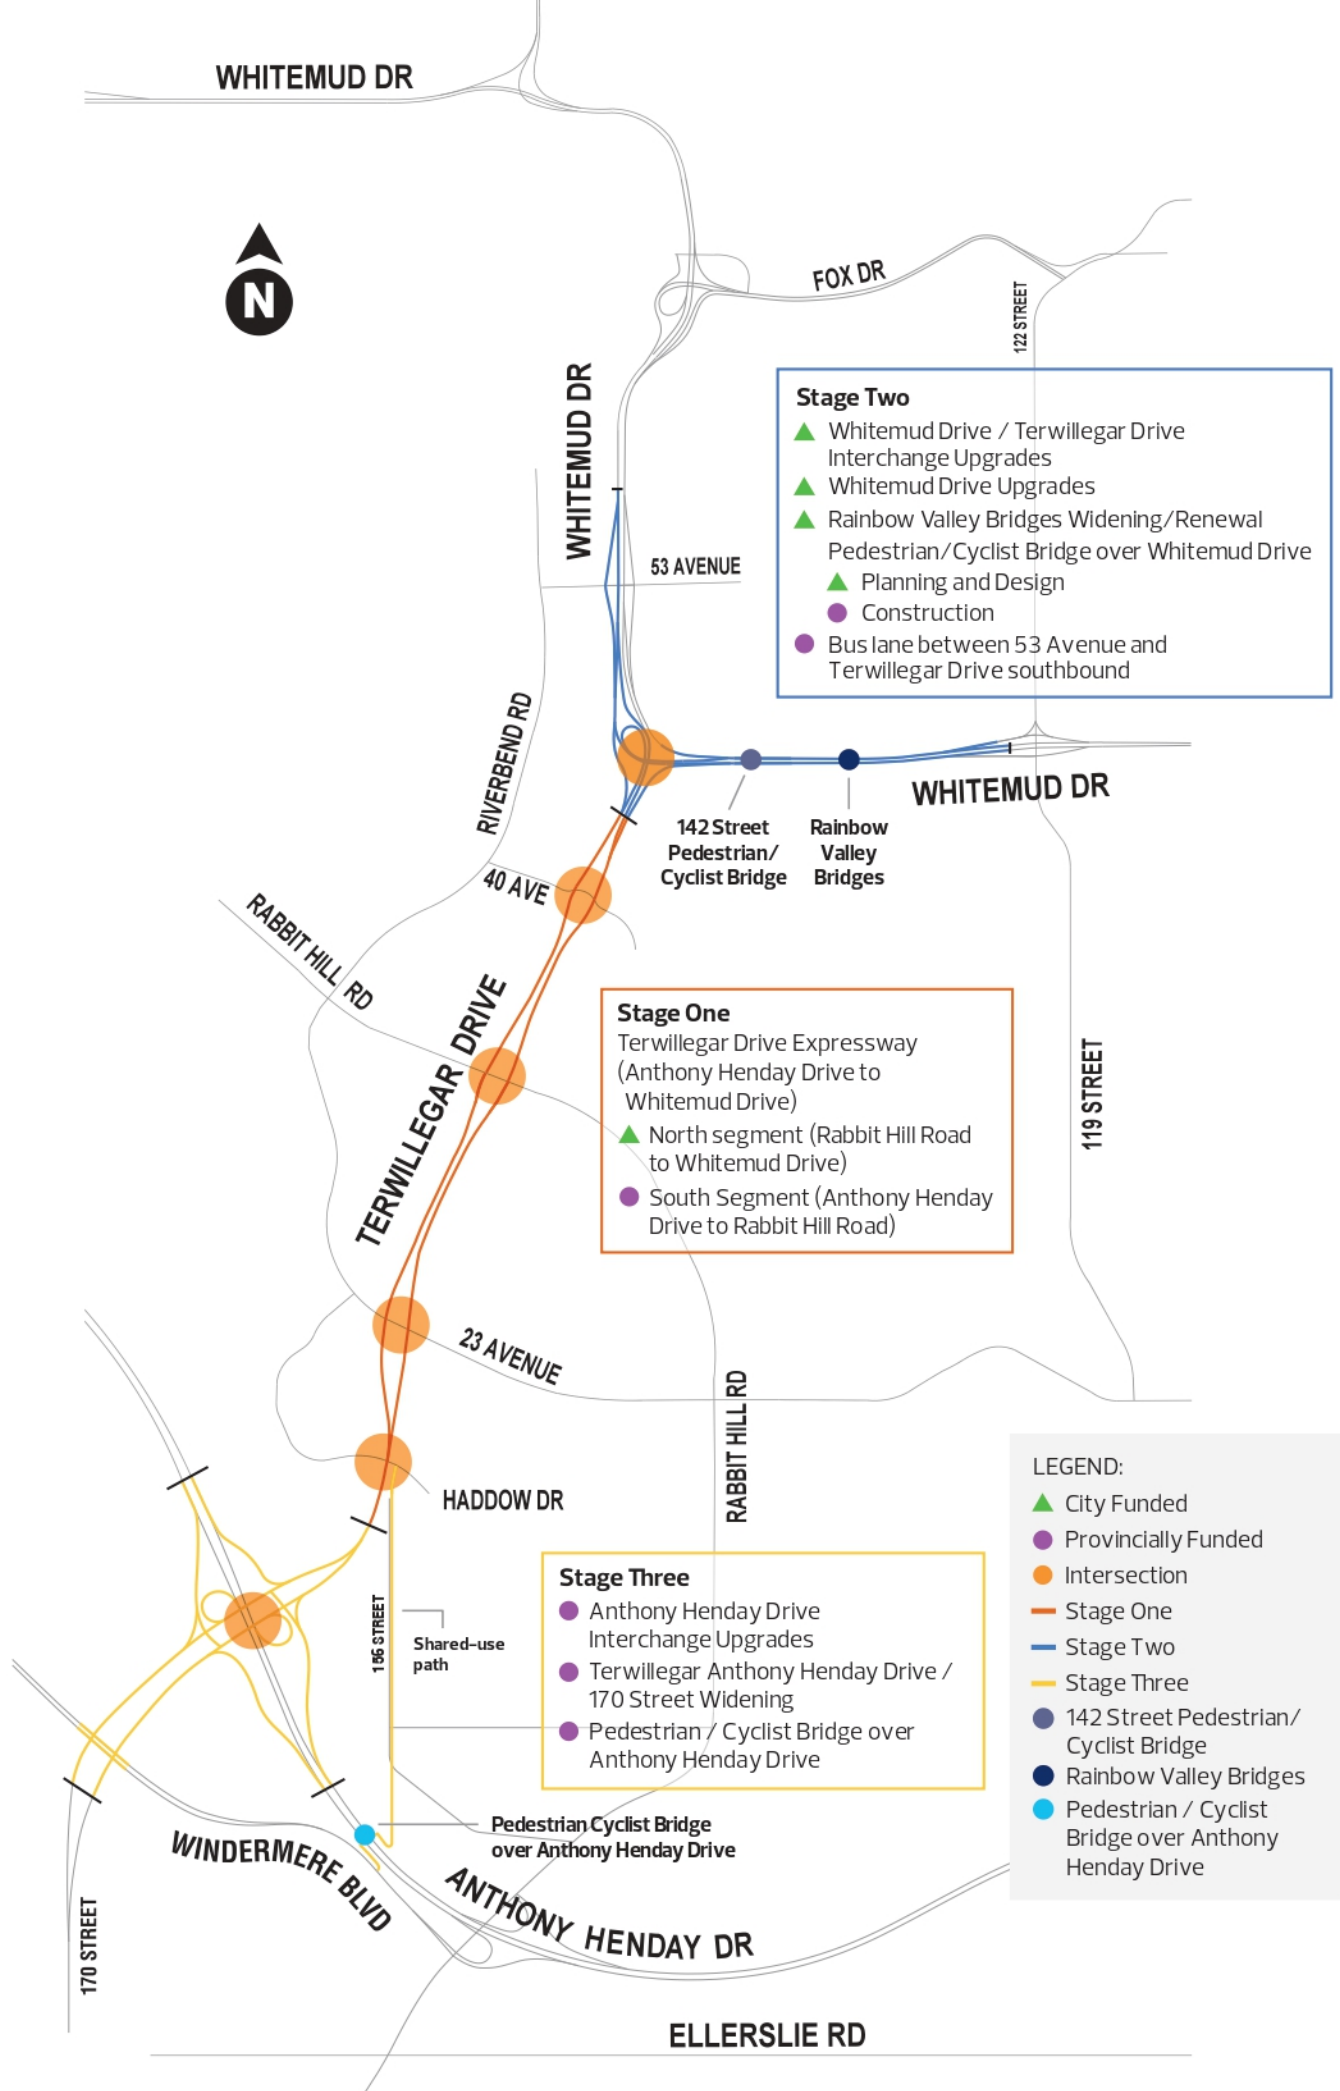 WHITEMUD DR
N
FOX DR
122 STREET
WHITEMUD DR
Stage Two
Whitemud Drive / Terwillegar Drive
Interchange Upgrades
Whitemud Drive Upgrades
Rainbow Valley Bridges Widening/Renewal
Pedestrian/Cyclist Bridge over Whitemud Drive
Planning and Design
Construction
Bus lane between 53 Avenue and
Terwillegar Drive southbound
53 AVENUE
RIVERBEND RD
WHITEMUD DR
142 Street
Pedestrian/
Cyclist Bridge
Rainbow
Valley
Bridges
40 AVE
RABBIT HILL RD
TERWILLEGAR DRIVE
Stage One
Terwillegar Drive Expressway
(Anthony Henday Drive to
Whitemud Drive)
North segment (Rabbit Hill Road
to Whitemud Drive)
South Segment (Anthony Henday
Drive to Rabbit Hill Road)
119 STREET
23 AVENUE
RABBIT HILL RD
HADDOW DR
156 STREET
Shared-use
path
Stage Three
Anthony Henday Drive
Interchange Upgrades
Terwillegar Anthony Henday Drive /
170 Street Widening
Pedestrian / Cyclist Bridge over
Anthony Henday Drive
LEGEND:
City Funded
Provincially Funded
Intersection
Stage One
Stage Two
Stage Three
142 Street Pedestrian/
Cyclist Bridge
Rainbow Valley Bridges
Pedestrian / Cyclist
Bridge over Anthony
Henday Drive
Pedestrian Cyclist Bridge
over Anthony Henday Drive
WINDERMERE BLVD
ANTHONY HENDAY DR
170 STREET
ELLERSLIE RD